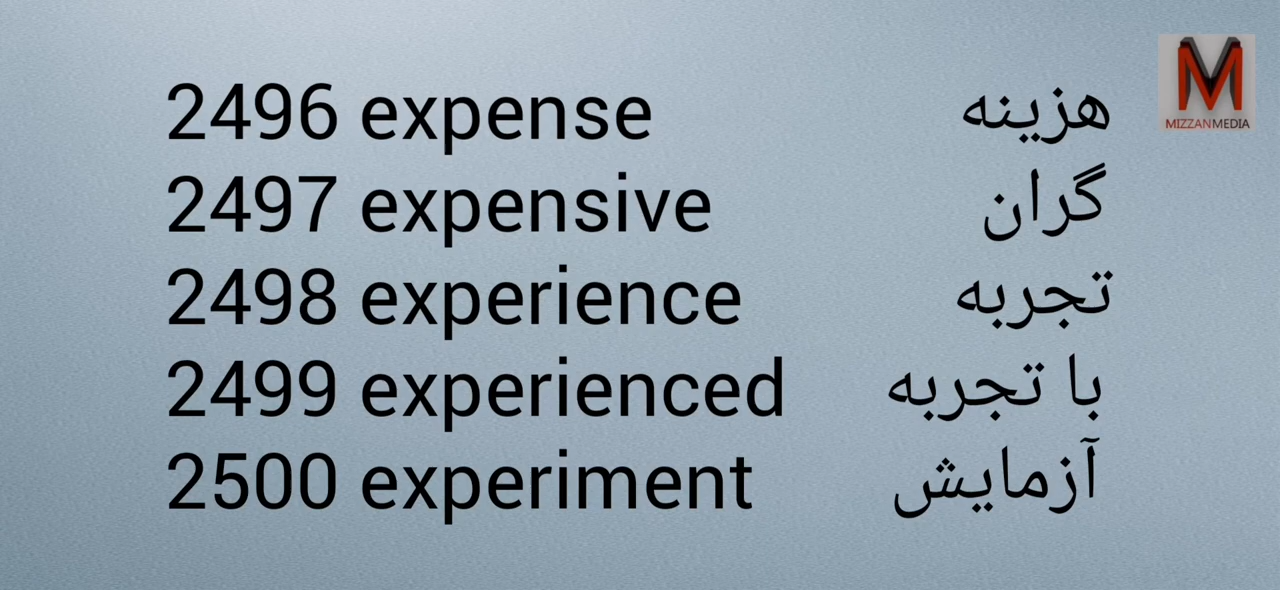 2496 expense هزینه
2497 expensive گران
2498 experience تجربه
2499 experienced با تجربه
2500 experiment آزمایش
MIZZANMEDIA